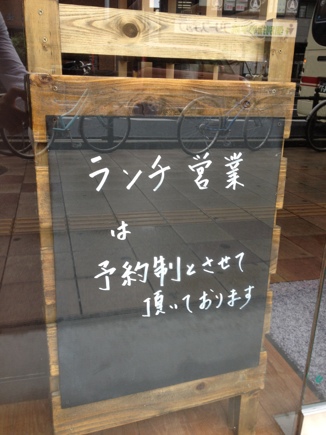 ランチ営業
は
予約制とさせて
頂いております